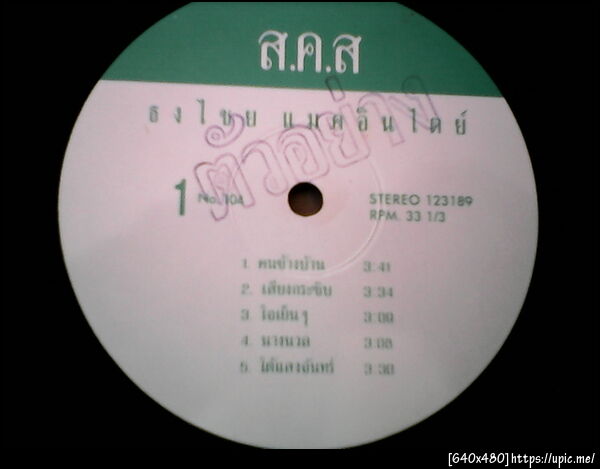 ส.ค.ส
ธงไชย แมคอินไตย์
ตัวอย่าง
1 No. 104
STEREO 123189
RPM. 33 1/3
1. คนข้างบ้าน 3:41
2. เสียงกระซิบ 3:34
3. ไอเย็น ๆ 3:00
4. นางนวล 3:08
5. ใต้แสงจันทร์ 3:30
[640x480]https://upic.me/